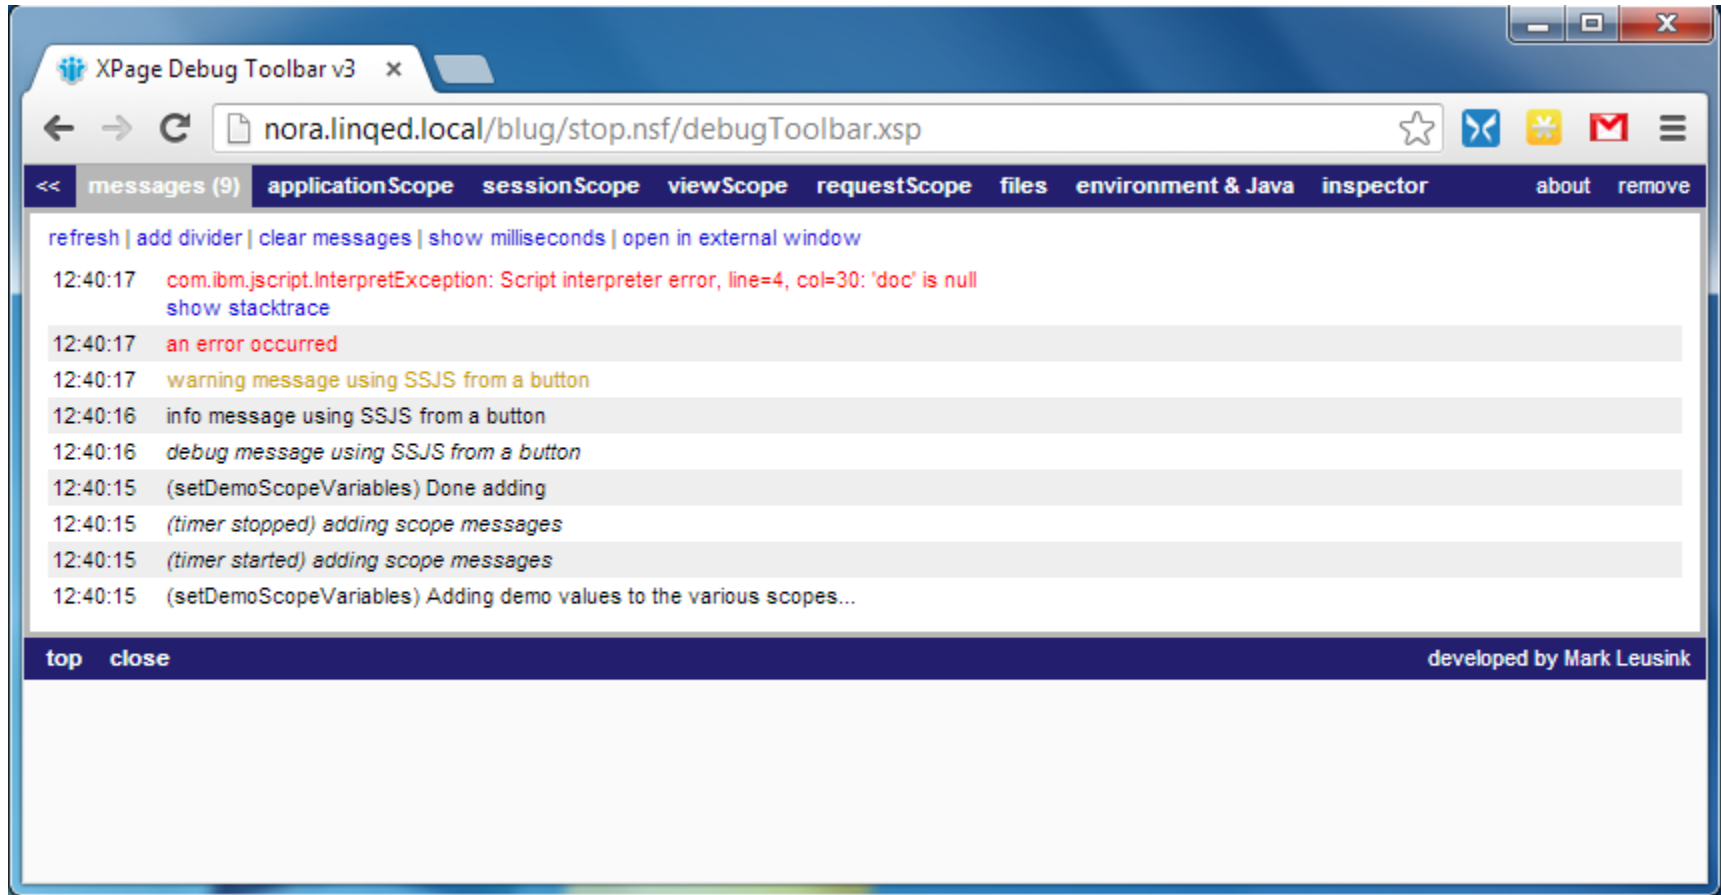 XPage Debug Toolbar v3
nora.linqed.local/blug/stop.nsf/debugToolbar.xsp
<< messages (9) applicationScope sessionScope viewScope requestScope files environment & Java inspector about remove
refresh | add divider | clear messages | show milliseconds | open in external window
12:40:17 com.ibm.jscript.InterpretException: Script interpreter error, line=4, col=30: 'doc' is null
show stacktrace
12:40:17 an error occurred
12:40:17 warning message using SSJS from a button
12:40:16 info message using SSJS from a button
12:40:16 debug message using SSJS from a button
12:40:15 (setDemoScopeVariables) Done adding
12:40:15 (timer stopped) adding scope messages
12:40:15 (timer started) adding scope messages
12:40:15 (setDemoScopeVariables) Adding demo values to the various scopes...
top close developed by Mark Leusink